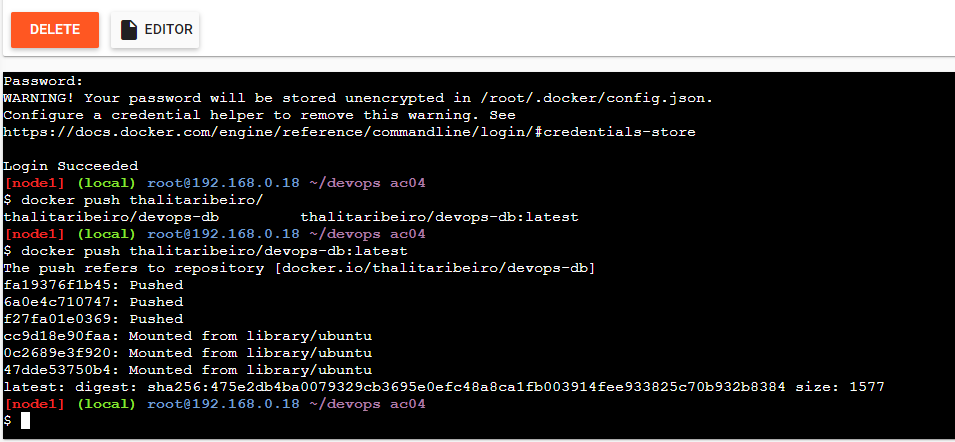 DELETE
EDITOR
Password:
WARNING! Your password will be stored unencrypted in /root/.docker/config.json.
Configure a credential helper to remove this warning. See
https://docs.docker.com/engine/reference/commandline/login/#credentials-store
Login Succeeded
[node1] (local) root@192.168.0.18 ~/devops ac04
$ docker push thalitaribeiro/
thalitaribeiro/devops-db thalitaribeiro/devops-db:latest
[node1] (local) root@192.168.0.18 ~/devops ac04
$ docker push thalitaribeiro/devops-db:latest
The push refers to repository [docker.io/thalitaribeiro/devops-db]
fa19376f1b45: Pushed
6a0e4c710747: Pushed
f27fa01e0369: Pushed
cc9d18e90faa: Mounted from library/ubuntu
0c2689e3f920: Mounted from library/ubuntu
47dde53750b4: Mounted from library/ubuntu
latest: digest: sha256:475e2db4ba0079329cb3695e0efc48a8ca1fb003914fee933825c70b932b8384 size: 1577
[node1] (local) root@192.168.0.18 ~/devops ac04
$